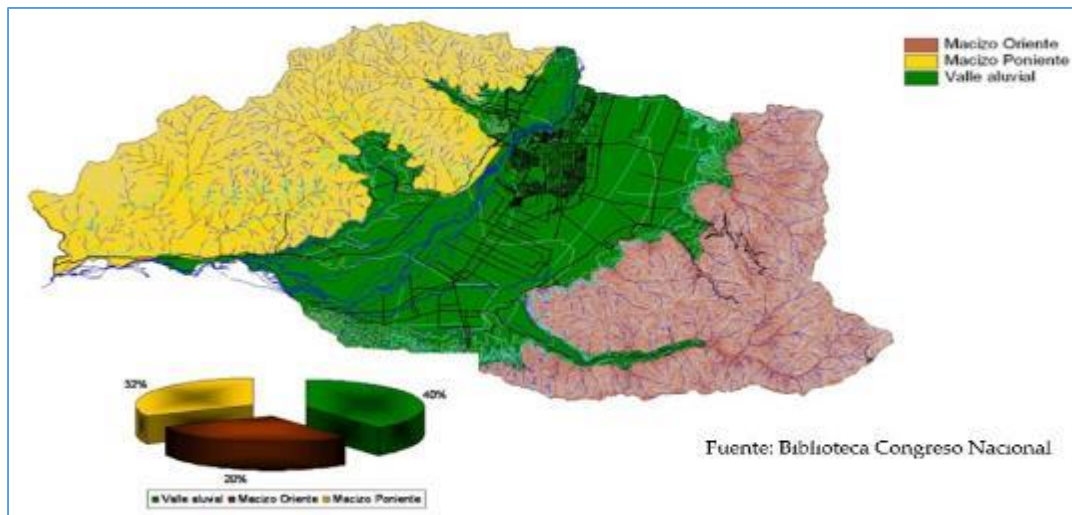 Macizo Oriente
Macizo Poniente
Valle aluvial
32%
40%
20%
Valle aluvial Macizo Oriente Macizo Poniente
Fuente: Biblioteca Congreso Nacional